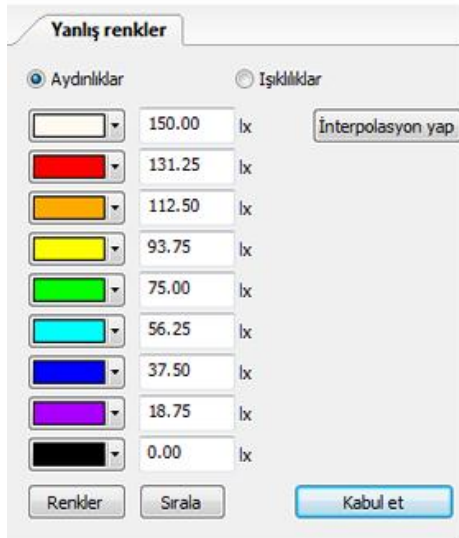 Yanlış renkler
Aydınlıklar Işıklılıklar
150.00 lx İnterpolasyon yap
131.25 lx
112.50 lx
93.75 lx
75.00 lx
56.25 lx
37.50 lx
18.75 lx
0.00 lx
Renkler Sırala Kabul et